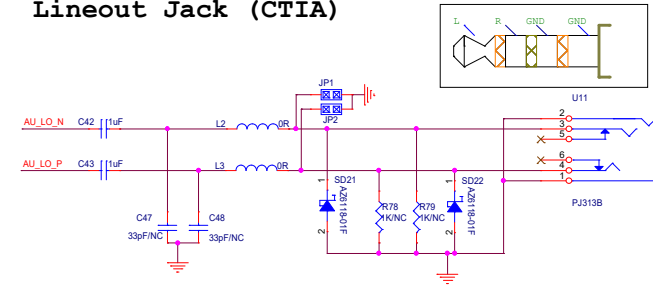 Lineout Jack (CTIA)
L R GND GND
JP1
U11
AU_LO_N C42 1uF
L2 0R
JP2
2
3
5
AU_LO_P C43 1uF
L3 0R
6
4
1
1 SD21
AZ6118-01F
2
R78
1K/NC
R79
1K/NC
1 SD22
AZ6118-01F
2
PJ313B
C47
33pF/NC
C48
33pF/NC